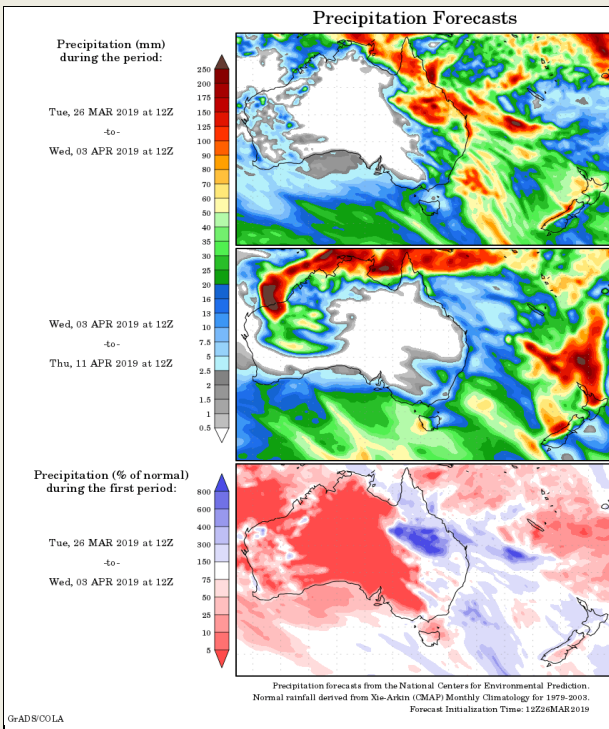 Precipitation Forecasts
Precipitation (mm)
during the period:
Tue, 26 MAR 2019 at 12Z
-to-
Wed, 03 APR 2019 at 12Z
250
200
175
150
125
100
90
80
70
60
50
40
35
30
25
20
16
13
10
7.5
5
2.5
2
1.5
1
0.5
Wed, 03 APR 2019 at 12Z
-to-
Thu, 11 APR 2019 at 12Z
Precipitation (% of normal)
during the first period:
Tue, 26 MAR 2019 at 12Z
-to-
Wed, 03 APR 2019 at 12Z
800
600
400
300
150
75
50
25
10
5
Precipitation forecasts from the National Centers for Environmental Prediction.
Normal rainfall derived from Xie-Arkin (CMAP) Monthly Climatology for 1979-2003.
Forecast Initialization Time: 12Z26MAR2019
GrADS/COLA